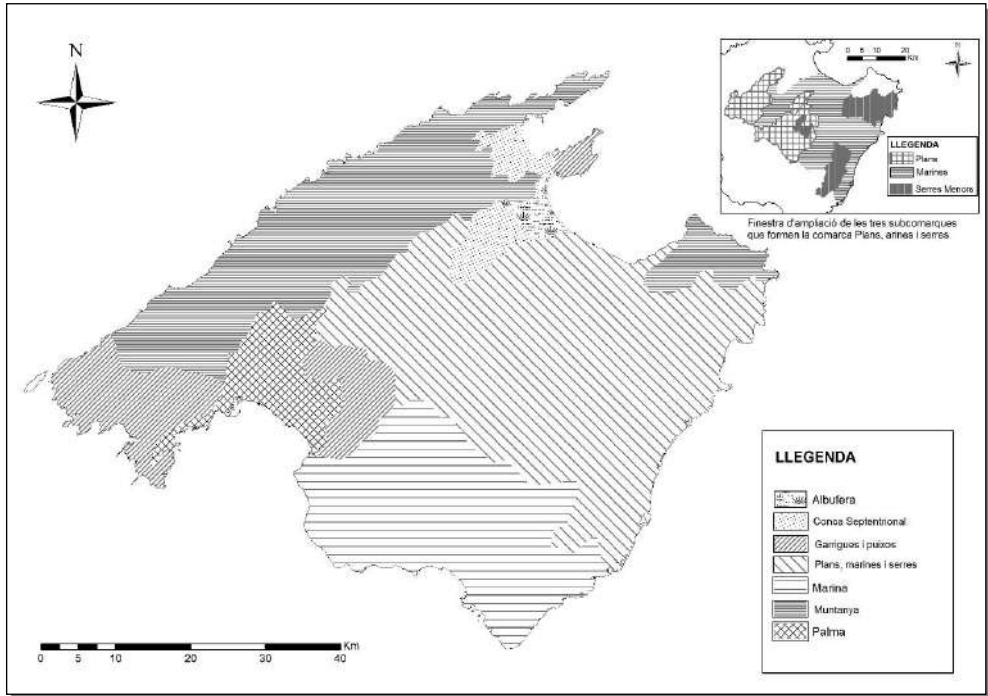 N
0 5 10 20
Km
N
LLEGENDA
Plans
Marines
Serres Menors
Finestra d'ampliació de les tres subcomarques
que formen la comarca Plans, arines i serres
LLEGENDA
Albufera
Conca Septentrional
Garrigues i puixos
Plans, marines i serres
Marina
Muntanya
Palma
Km
0 5 10 20 30 40